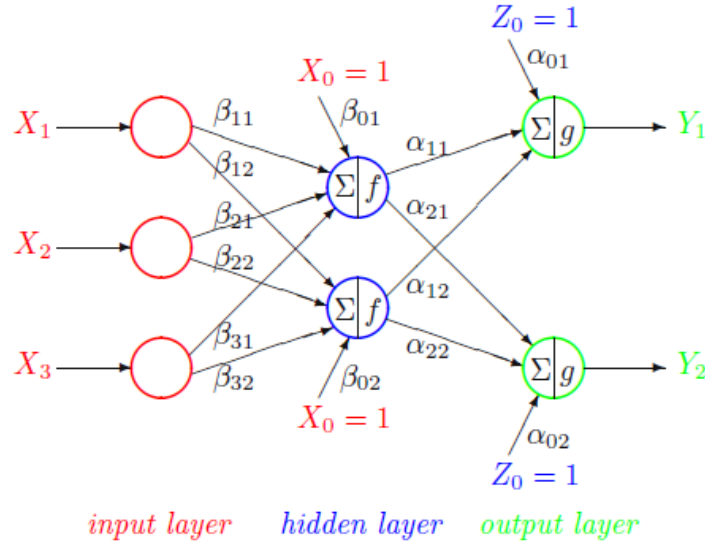 Z₀ = 1
X₀ = 1
α₀₁
X₁
β₁₁
β₀₁
α₁₁
Σ g
Y₁
β₁₂
Σ f
X₂
β₂₁
α₂₁
β₂₂
α₁₂
Σ f
X₃
β₃₁
α₂₂
β₃₂
β₀₂
Σ g
Y₂
X₀ = 1
α₀₂
Z₀ = 1
input layer hidden layer output layer